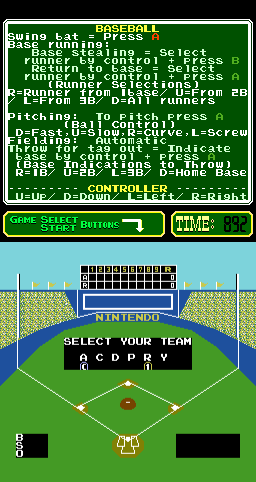 BASEBALL
Swing bat = Press A
Base running:
Base stealing = Select
runner by control + press B
Return to base = Select
runner by control + press A
(Runner Selections)
R=Runner from 1base/ U=From 2B
/ L=From 3B/ D=All runners
Pitching: To pitch press A
(Ball Control)
D=Fast,U=Slow,R=Curve,L=Screw
Fielding: Automatic
Throw for tag out = Indicate
base by control + press A
(Base Indications to Throw)
R=1B/ U=2B/ L=3B/ D=Home Base
CONTROLLER
U=Up/ D=Down/ L=Left/ R=Right
GAME SELECT
START BUTTONS
TIME: 892
1 2 3 4 5 6 7 8 9 R
A 0
R 0
NINTENDO
SELECT YOUR TEAM
A C D P R Y
C 1
B
S
O